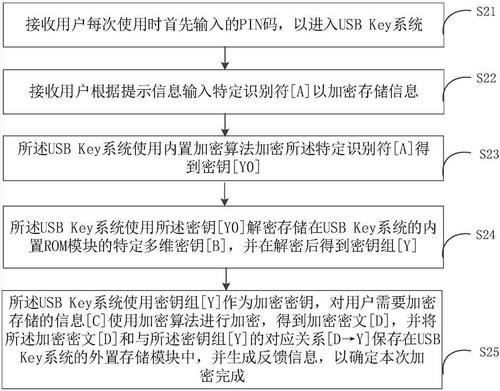 接收用户每次使用时首先输入的PIN码，以进入USB Key系统
S21
接收用户根据提示信息输入特定识别符[A]以加密存储信息
S22
所述USB Key系统使用内置加密算法加密所述特定识别符[A]得
到密钥[Y0]
S23
所述USB Key系统使用所述密钥[Y0]解密存储在USB Key系统的内
置ROM模块的特定多维密钥[B]，并在解密后得到密钥组[Y]
S24
所述USB Key系统使用密钥组[Y]作为加密密钥，对用户需要加密
存储的信息[C]使用加密算法进行加密，得到加密密文[D]，并将
所述加密密文[D]和与所述密钥组[Y]的对应关系[D→Y]保存在USB
Key系统的外置存储模块中，并生成反馈信息，以确定本次加
密完成
S25